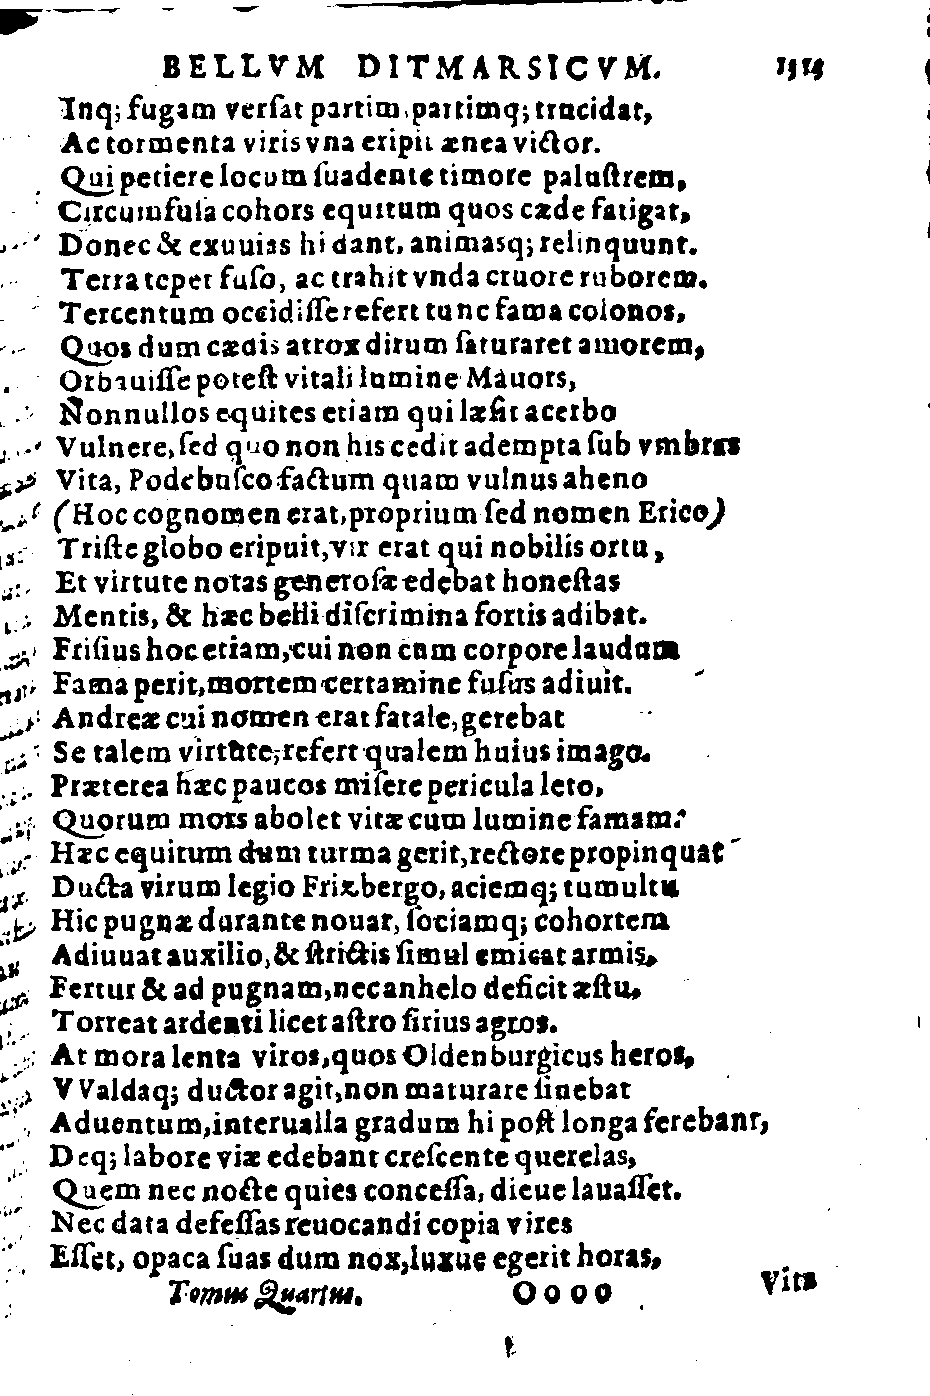 BELLVM DITMARSICVM.
Inq; fugam verſat partim, partimq; trucidat,
Ac tormenta viris vna eripit ænea victor.
Qui petiere locum ſuadente timore paluſtrem,
Circumfuſa cohors equitum quos cæde fatigat,
Donec & exuuias hi dant, animasq; relinquunt.
Terra tepet fuſo, ac trahit vnda cruore ruborem.
Tercentum occidiſſe refert tunc fama colonos,
Quos dum cædis atrox dirum ſaturaret amorem,
Orbauiſſe poteſt vitali lumine Mauors,
Nonnullos equites etiam qui læſit acerbo
Vulnere, ſed quo non his cedit adempta ſub vmbras
Vita, Podebuſco factum quam vulnus aheno
(Hoc cognomen erat, proprium ſed nomen Erico)
Triſte globo eripuit, vir erat qui nobilis ortu,
Et virtute notas generoſæ edebat honeſtas
Mentis, & hæc belli diſcrimina fortis adibat.
Friſius hoc etiam, cui non cum corpore laudum
Fama perit, mortem certamine fuſus adiuit.
Andreæ cui nomen erat fatale, gerebat
Se talem virtute, refert qualem huius imago.
Præterea hæc paucos miſere pericula leto,
Quorum mors abolet vitæ cum lumine famam.
Hæc equitum dum turma gerit, rectore propinquat
Ducta virum legio Frizbergo, aciemq; tumultu
Hic pugnæ durante nouat, ſociamq; cohortem
Adiuuat auxilio, & ſtrictis ſimul emicat armis,
Fertur & ad pugnam, nec anhelo deficit æſtu,
Torreat ardenti licet aſtro ſirius agros.
At mora lenta viros, quos Oldenburgicus heros,
VValdaq; ductor agit, non maturare ſinebat
Aduentum, interualla gradum hi poſt longa ferebant,
Deq; labore viæ edebant creſcente querelas,
Quem nec nocte quies conceſſa, dieue lauaſſet.
Nec data defeſſas reuocandi copia vires
Eſſet, opaca ſuas dum nox, luxue egerit horas,
Tomus Quartus. O o o o Vita